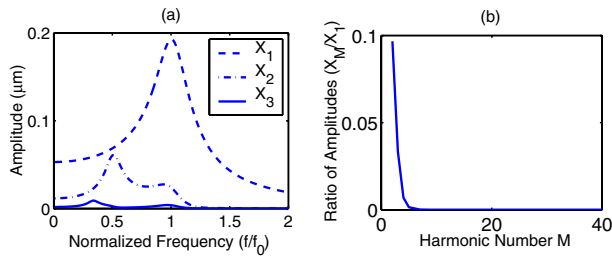 (a)
Amplitude (μm)
0.2
0.1
0
0
0.5
1
1.5
2
Normalized Frequency (f/f0)
X1
X2
X3
(b)
Ratio of Amplitudes (XM/X1)
0.1
0.05
0
0
20
40
Harmonic Number M